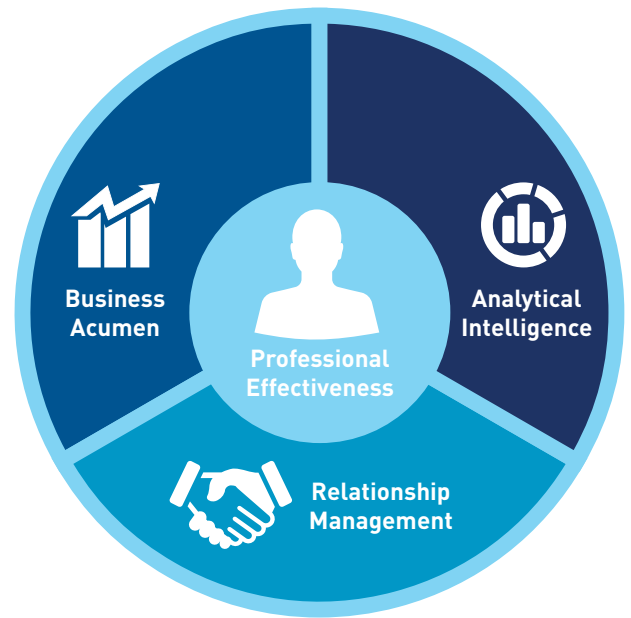 Business
Acumen
Analytical
Intelligence
Professional
Effectiveness
Relationship
Management